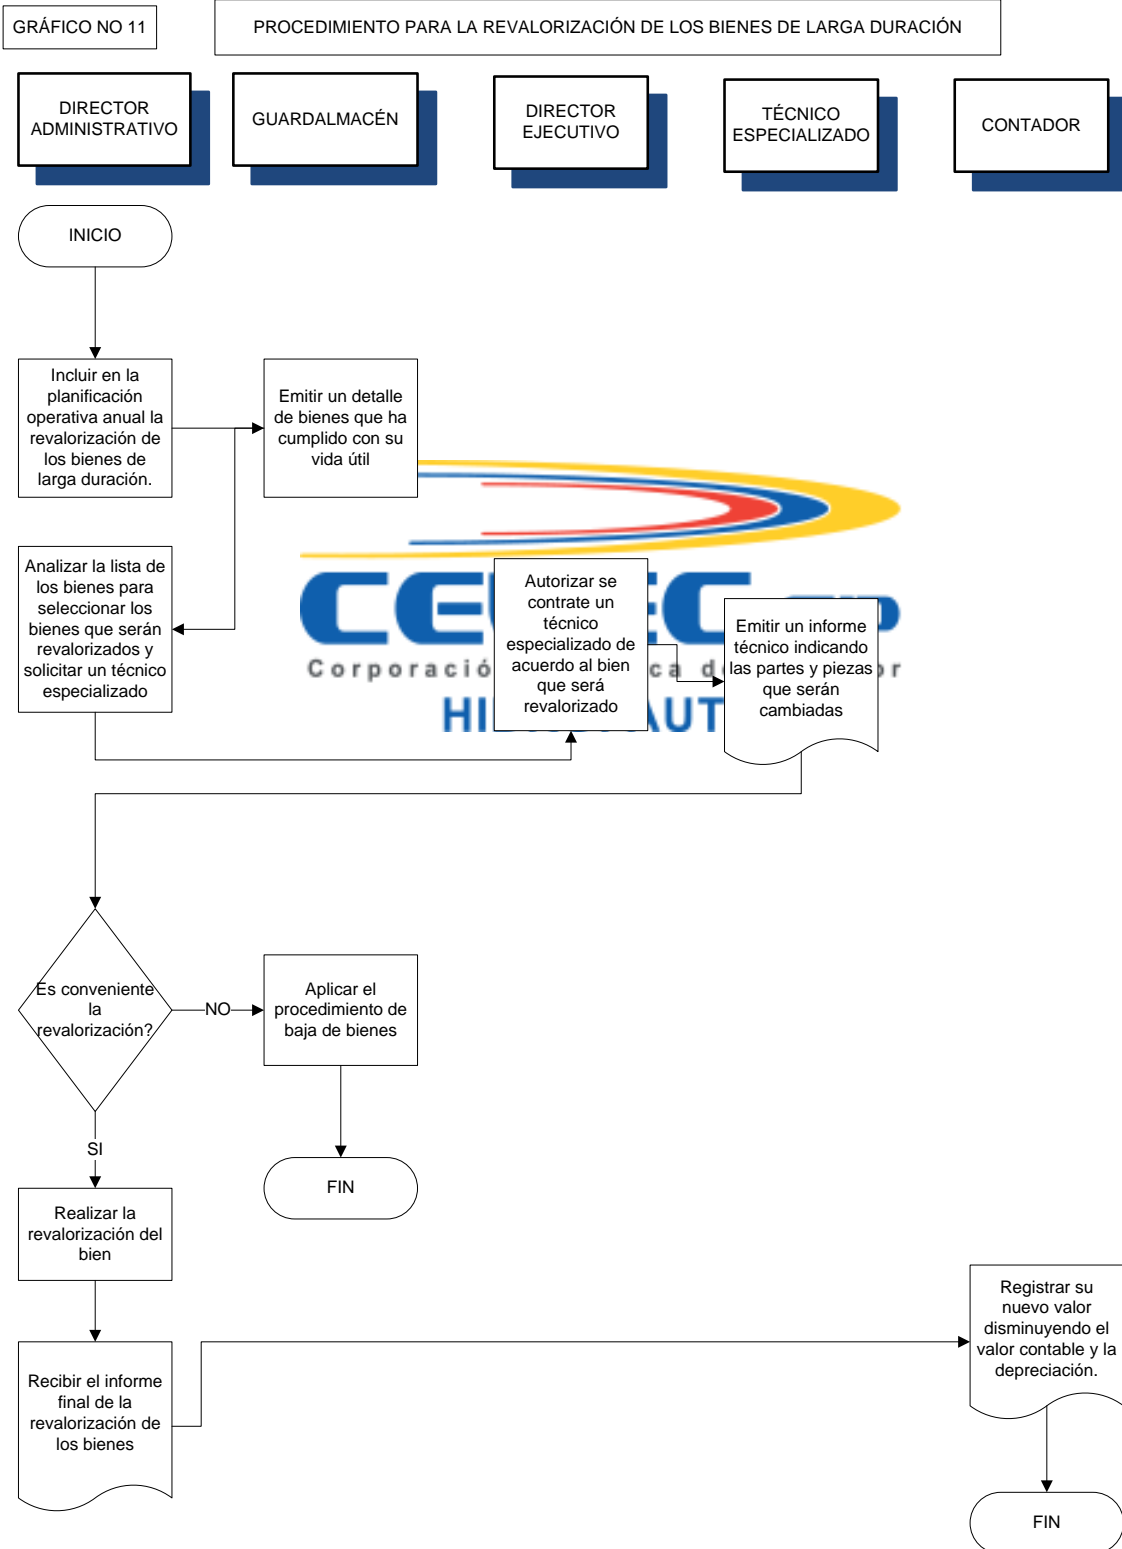 GRÁFICO NO 11
PROCEDIMIENTO PARA LA REVALORIZACIÓN DE LOS BIENES DE LARGA DURACIÓN
DIRECTOR
ADMINISTRATIVO
GUARDALMACÉN
DIRECTOR
EJECUTIVO
TÉCNICO
ESPECIALIZADO
CONTADOR
INICIO
Incluir en la
planificación
operativa anual la
revalorización de
los bienes de
larga duración.
Emitir un detalle
de bienes que ha
cumplido con su
vida útil
Analizar la lista de
los bienes para
seleccionar los
bienes que serán
revalorizados y
solicitar un técnico
especializado
Autorizar se
contrate un
técnico
especializado de
acuerdo al bien
que será
revalorizado
Emitir un informe
técnico indicando
las partes y piezas
que serán
cambiadas
Es conveniente
la
revalorización?
NO
Aplicar el
procedimiento de
baja de bienes
SI
FIN
Realizar la
revalorización del
bien
Recibir el informe
final de la
revalorización de
los bienes
Registrar su
nuevo valor
disminuyendo el
valor contable y la
depreciación.
FIN